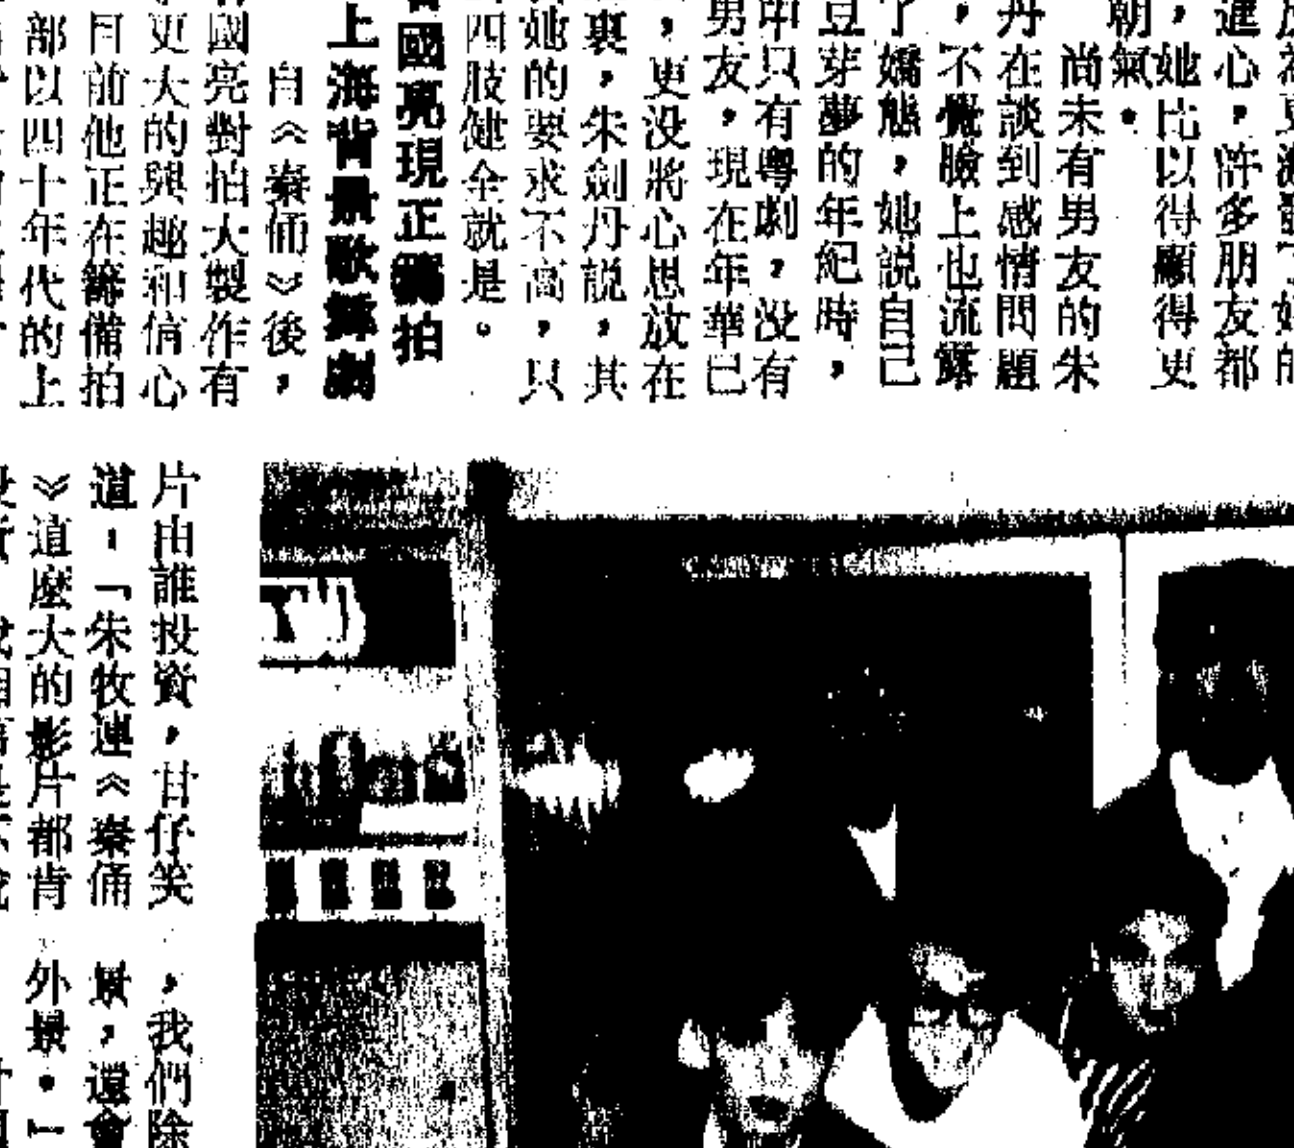 進心，許多朋友都
，她比以得顯得更
朝氣．
尚未有男友的朱
丹在談到感情問題
，不覺臉上也流露
了嬌態，她説自己
豆芽夢的年紀時，
中只有粵劇，没有
男友，現在年華已
，更没將心思放在
裏，朱劍丹説，其
她的要求不高，只
四肢健全就是。
國亮現正籌拍
上海背景歌舞劇
自《秦俑》後，
國亮對拍大製作有
更大的興趣和信心
目前他正在籌備拍
部以四十年代的上
片由誰投資，甘仔笑
道：「朱牧連《秦俑
》這麼大的影片都肯
，我們除
景，還會
外景．」